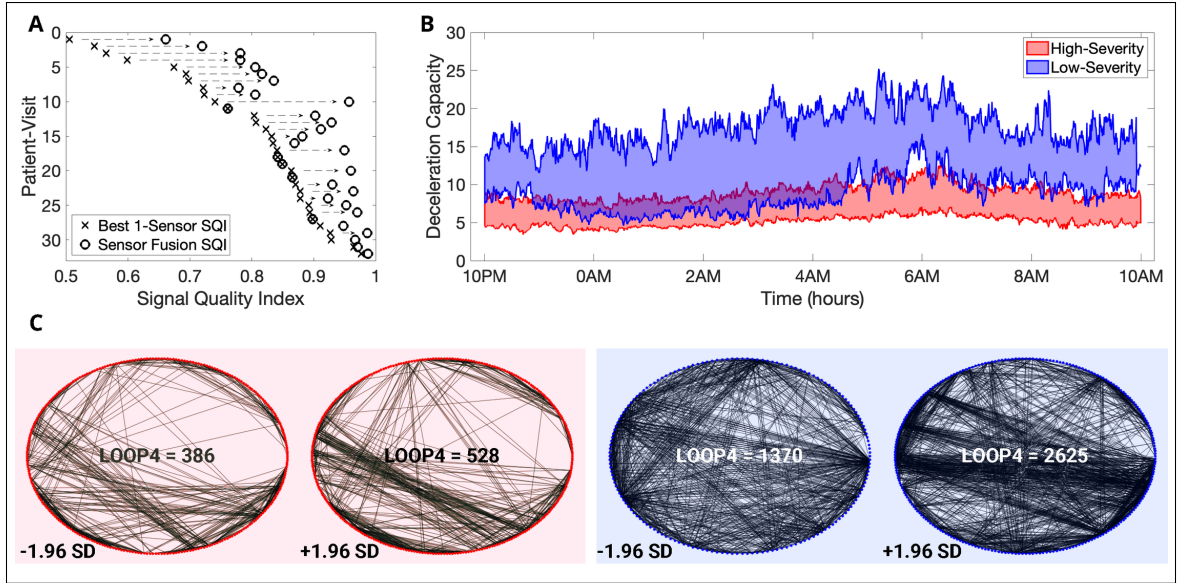 A
Patient-Visit
0
5
10
15
20
25
30
× Best 1-Sensor SQI
o Sensor Fusion SQI
0.5 0.6 0.7 0.8 0.9 1
Signal Quality Index
B
Deceleration Capacity
30
25
20
15
10
5
0
High-Severity
Low-Severity
10PM 0AM 2AM 4AM 6AM 8AM 10AM
Time (hours)
C
LOOP4 = 386
-1.96 SD
LOOP4 = 528
+1.96 SD
LOOP4 = 1370
-1.96 SD
LOOP4 = 2625
+1.96 SD